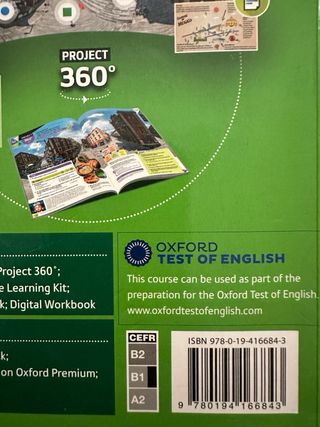 PROJECT
360°
OXFORD
TEST OF ENGLISH
This course can be used as part of the
preparation for the Oxford Test of English.
www.oxfordtestofenglish.com
Project 360°;
e Learning Kit;
k; Digital Workbook
ck;
on Oxford Premium;
CEFR
B2
B1
A2
ISBN 978-0-19-416684-3
9 780194 166843